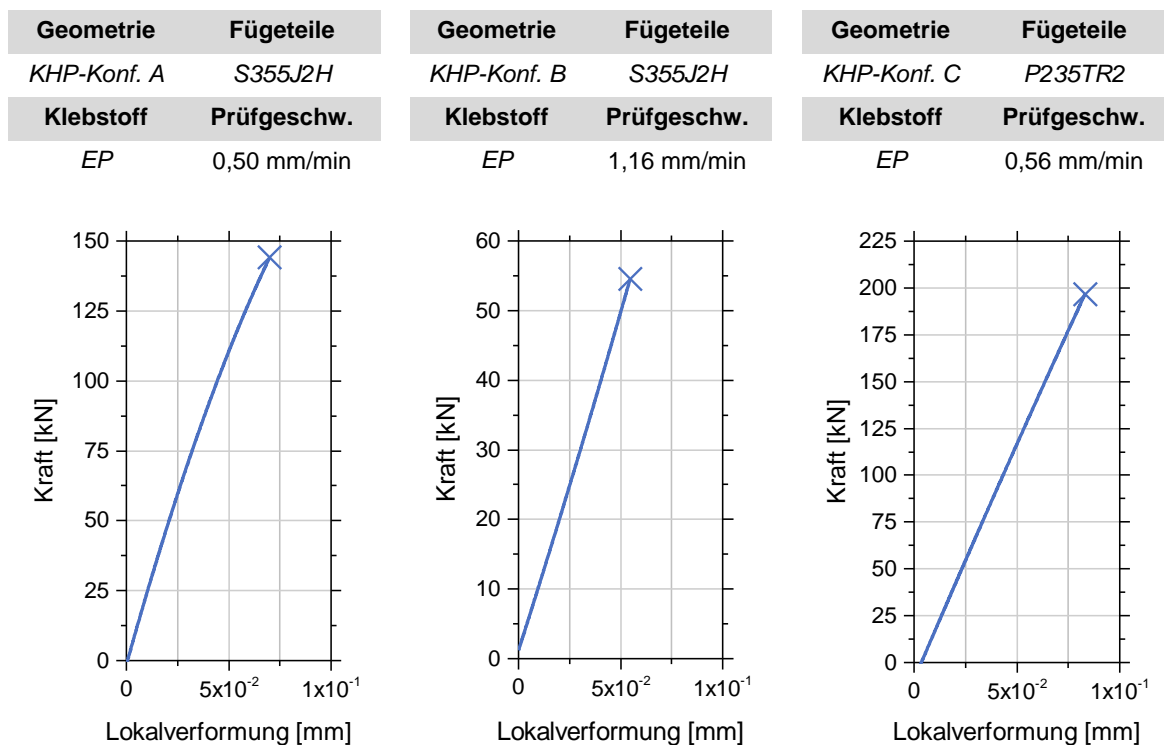 Geometrie Fügeteile
KHP-Konf. A S355J2H
Klebstoff Prüfgeschw.
EP 0,50 mm/min
150
125
100
75
50
25
0
Kraft [kN]
0 5x10⁻² 1x10⁻¹
Lokalverformung [mm]
Geometrie Fügeteile
KHP-Konf. B S355J2H
Klebstoff Prüfgeschw.
EP 1,16 mm/min
60
50
40
30
20
10
0
Kraft [kN]
0 5x10⁻² 1x10⁻¹
Lokalverformung [mm]
Geometrie Fügeteile
KHP-Konf. C P235TR2
Klebstoff Prüfgeschw.
EP 0,56 mm/min
225
200
175
150
125
100
75
50
25
0
Kraft [kN]
0 5x10⁻² 1x10⁻¹
Lokalverformung [mm]